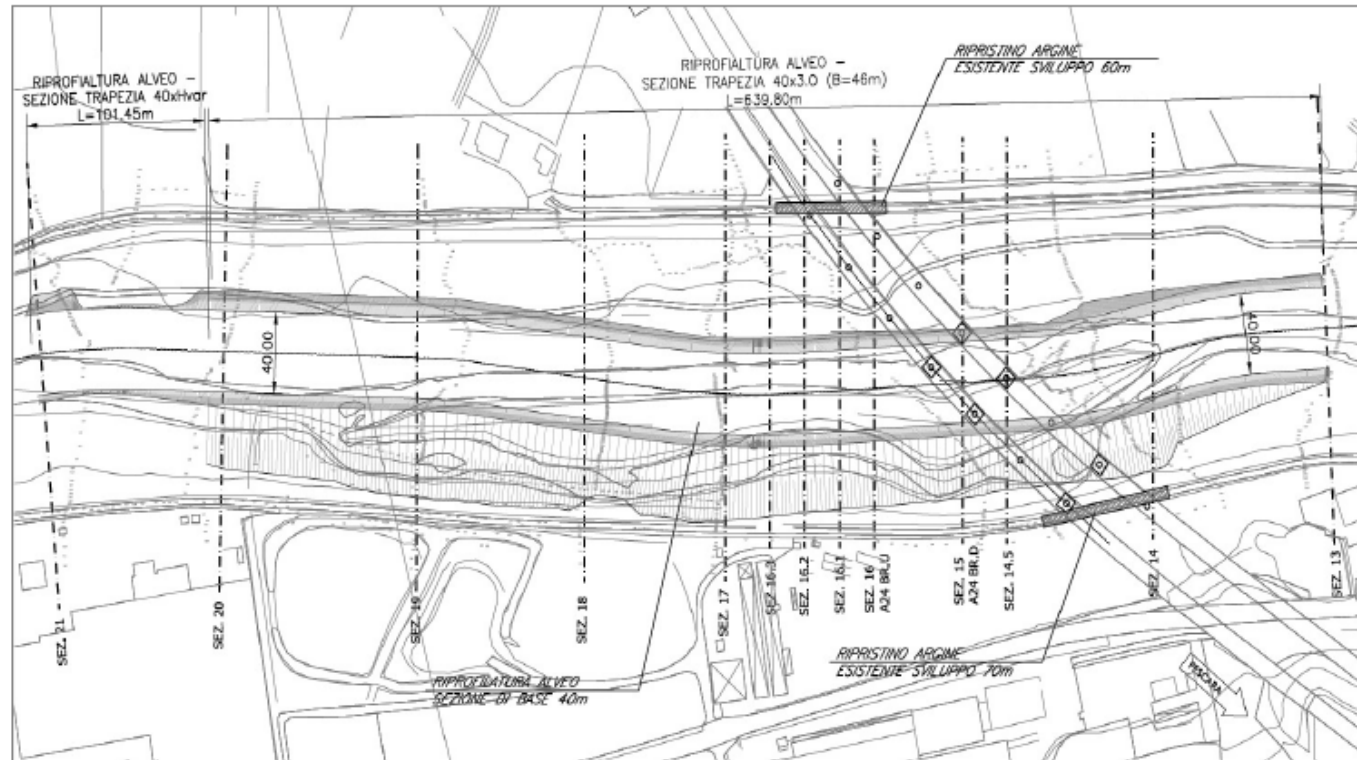 RIPROFIALTURA ALVEO –
SEZIONE TRAPEZIA 40xHvar
L=101,45m
RIPROFIALTURA ALVEO –
SEZIONE TRAPEZIA 40x3.0 (B=46m)
L=639,80m
RIPRISTINO ARGINE
ESISTENTE SVILUPPO 60m
40.00
40.00
SEZ. 21
SEZ. 20
SEZ. 19
SEZ. 18
SEZ. 17
SEZ. 16.3
SEZ. 16.2
SEZ. 16.1
SEZ. 16
A24 BR.U
SEZ. 15
A24 BR.D
SEZ. 14.5
SEZ. 14
SEZ. 13
RIPROFILATURA ALVEO
SEZIONE DI BASE 40m
RIPRISTINO ARGINE
ESISTENTE SVILUPPO 70m
PESCARA